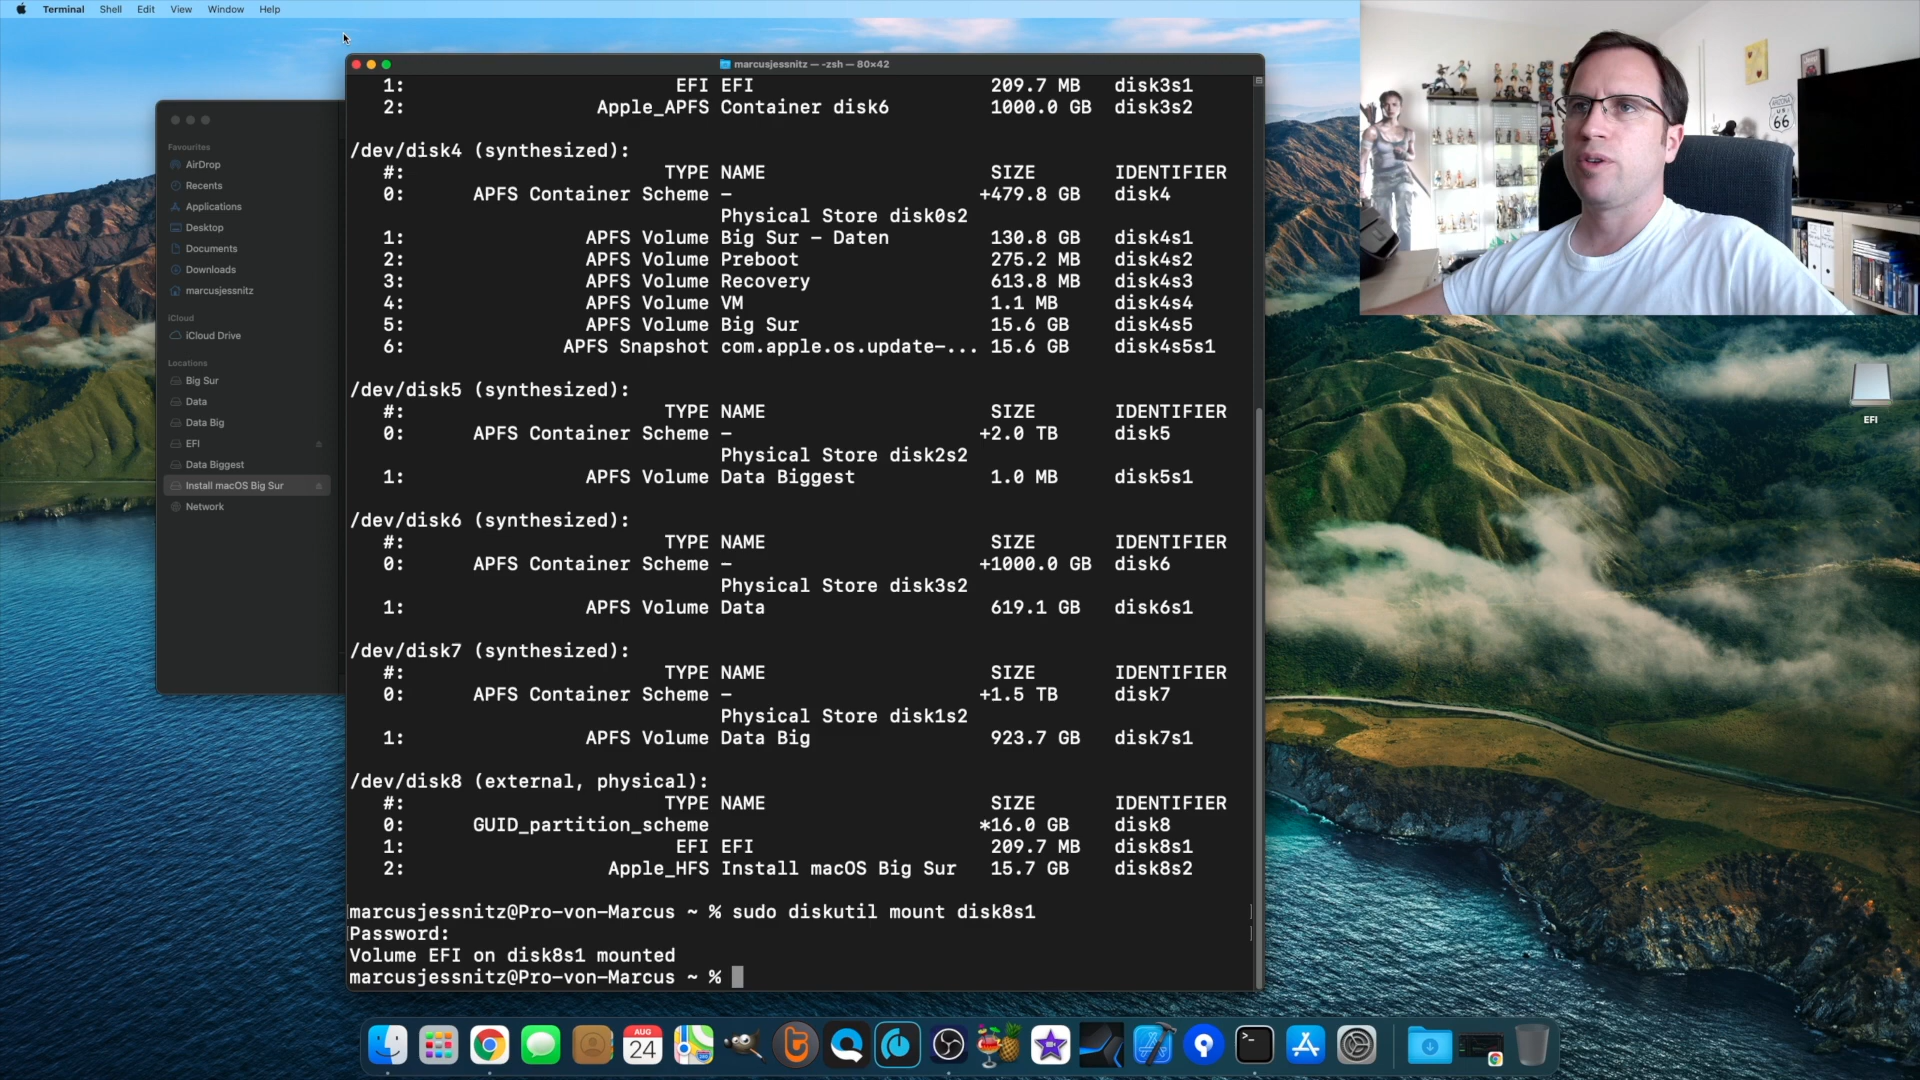 Terminal Shell Edit View Window Help
marcusjessnitz — -zsh — 80×42
Favourites
AirDrop
Recents
Applications
Desktop
Documents
Downloads
marcusjessnitz
iCloud
iCloud Drive
Locations
Big Sur
Data
Data Big
EFI
Data Biggest
Install macOS Big Sur
Network
1: EFI EFI 209.7 MB disk3s1
2: Apple_APFS Container disk6 1000.0 GB disk3s2
/dev/disk4 (synthesized):
#: TYPE NAME SIZE IDENTIFIER
0: APFS Container Scheme - +479.8 GB disk4
Physical Store disk0s2
1: APFS Volume Big Sur — Daten 130.8 GB disk4s1
2: APFS Volume Preboot 275.2 MB disk4s2
3: APFS Volume Recovery 613.8 MB disk4s3
4: APFS Volume VM 1.1 MB disk4s4
5: APFS Volume Big Sur 15.6 GB disk4s5
6: APFS Snapshot com.apple.os.update-... 15.6 GB disk4s5s1
/dev/disk5 (synthesized):
#: TYPE NAME SIZE IDENTIFIER
0: APFS Container Scheme - +2.0 TB disk5
Physical Store disk2s2
1: APFS Volume Data Biggest 1.0 MB disk5s1
/dev/disk6 (synthesized):
#: TYPE NAME SIZE IDENTIFIER
0: APFS Container Scheme - +1000.0 GB disk6
Physical Store disk3s2
1: APFS Volume Data 619.1 GB disk6s1
/dev/disk7 (synthesized):
#: TYPE NAME SIZE IDENTIFIER
0: APFS Container Scheme - +1.5 TB disk7
Physical Store disk1s2
1: APFS Volume Data Big 923.7 GB disk7s1
/dev/disk8 (external, physical):
#: TYPE NAME SIZE IDENTIFIER
0: GUID_partition_scheme *16.0 GB disk8
1: EFI EFI 209.7 MB disk8s1
2: Apple_HFS Install macOS Big Sur 15.7 GB disk8s2
[marcusjessnitz@Pro-von-Marcus ~ % sudo diskutil mount disk8s1 ]
[Password: ]
Volume EFI on disk8s1 mounted
marcusjessnitz@Pro-von-Marcus ~ %
ARIZONA
US
66
EFI
AUG
24